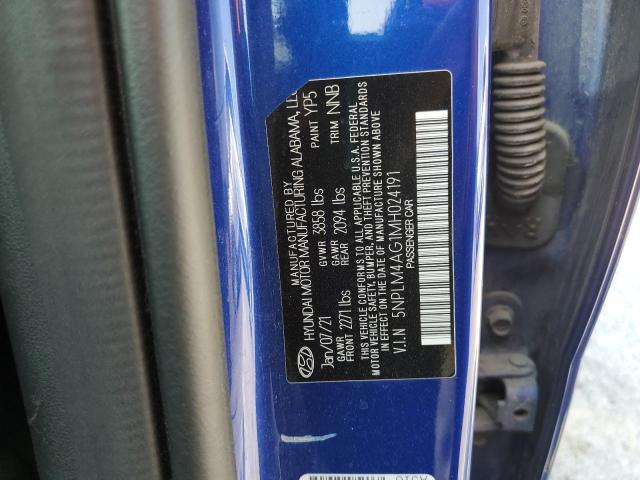 MANUFACTURED BY
HYUNDAI MOTOR MANUFACTURING ALABAMA,
Jan/07/21 GVWR 3858 lbs PAINT YP5
GAWR FRONT 2271 lbs GAWR REAR 2094 lbs TRIM NNB
THIS VEHICLE CONFORMS TO ALL APPLICABLE U.S.A. FEDERAL
MOTOR VEHICLE SAFETY, BUMPER, AND THEFT PREVENTION STANDARDS
IN EFFECT ON THE DATE OF MANUFACTURE SHOWN ABOVE
V.I.N 5NPLM4AG1MH024191
PASSENGER CAR